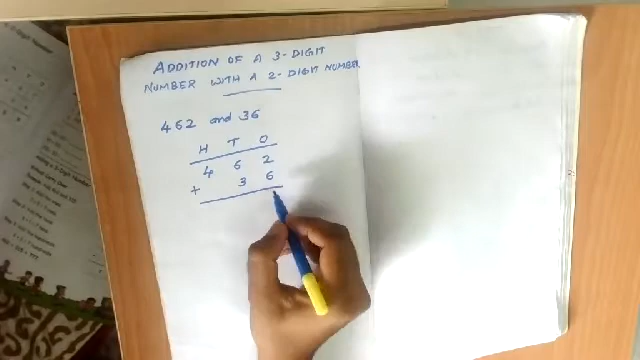 ADDITION OF A 3-DIGIT
NUMBER WITH A 2-DIGIT NUMBER
462 and 36
H T O
4 6 2
+ 3 6